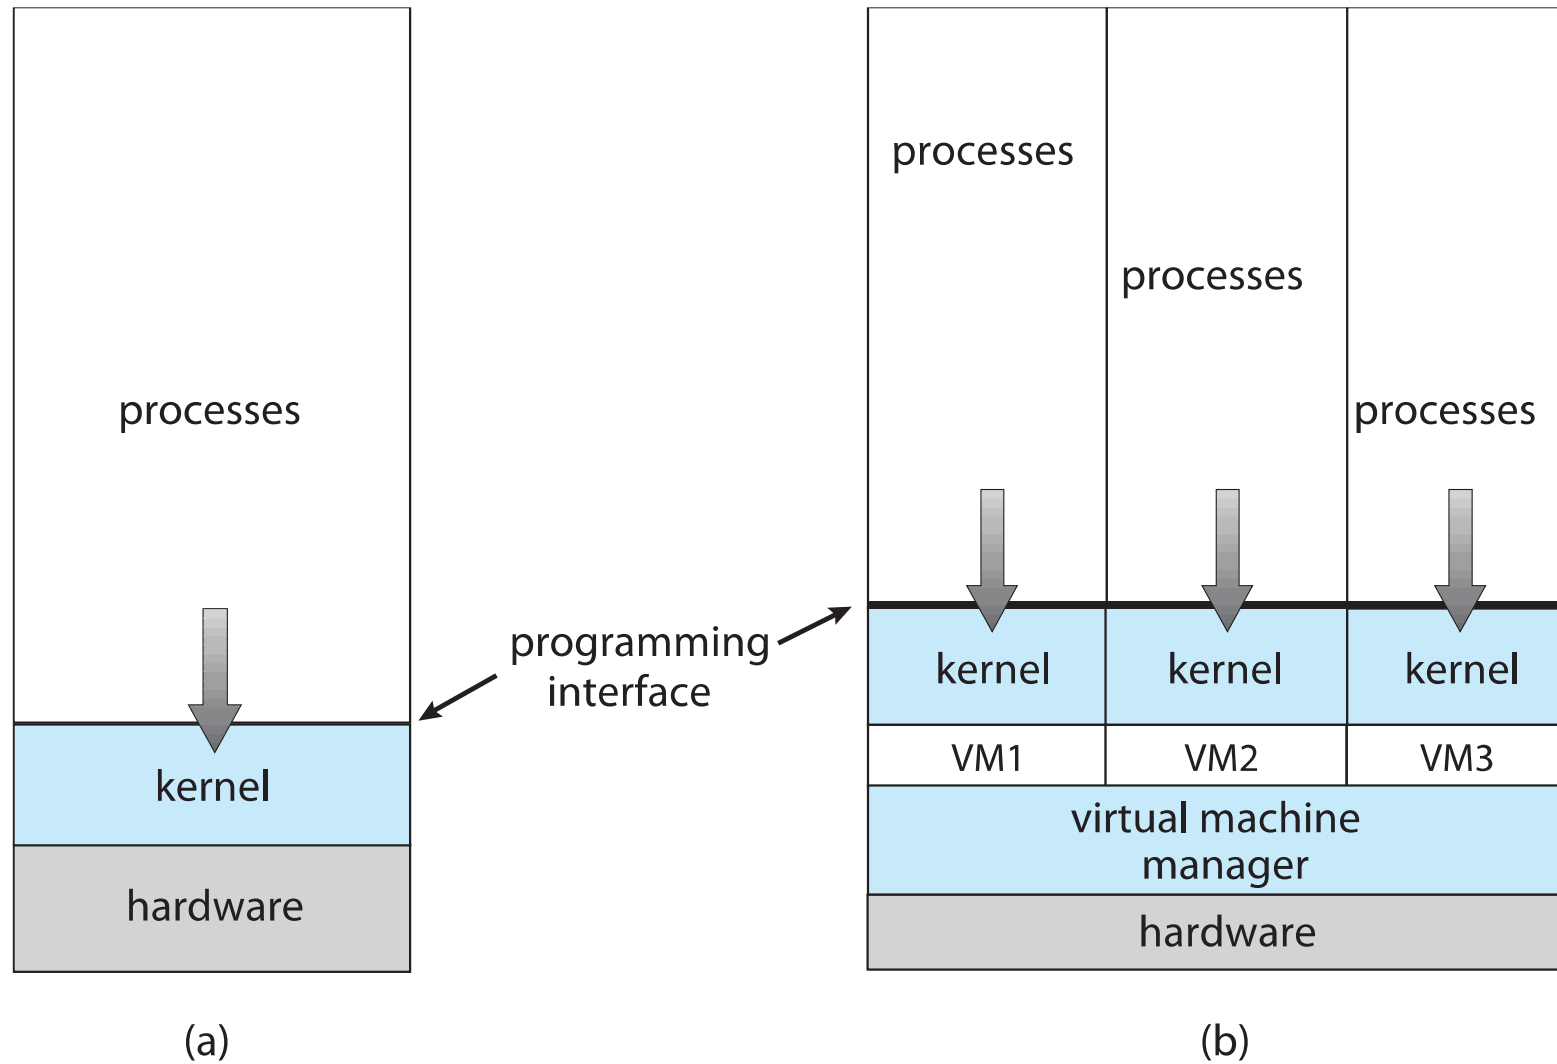 processes
kernel
hardware
(a)
programming
interface
processes
processes
processes
kernel
kernel
kernel
VM1
VM2
VM3
virtual machine
manager
hardware
(b)